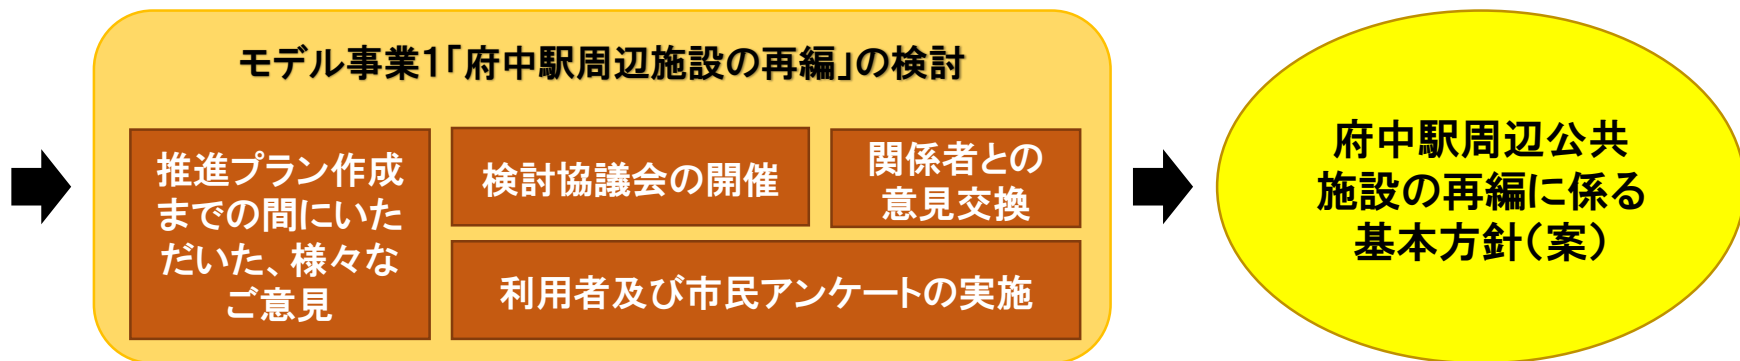 モデル事業1「府中駅周辺施設の再編」の検討
推進プラン作成
までの間にいた
だいた、様々な
ご意見
検討協議会の開催
関係者との
意見交換
利用者及び市民アンケートの実施
府中駅周辺公共
施設の再編に係る
基本方針(案)